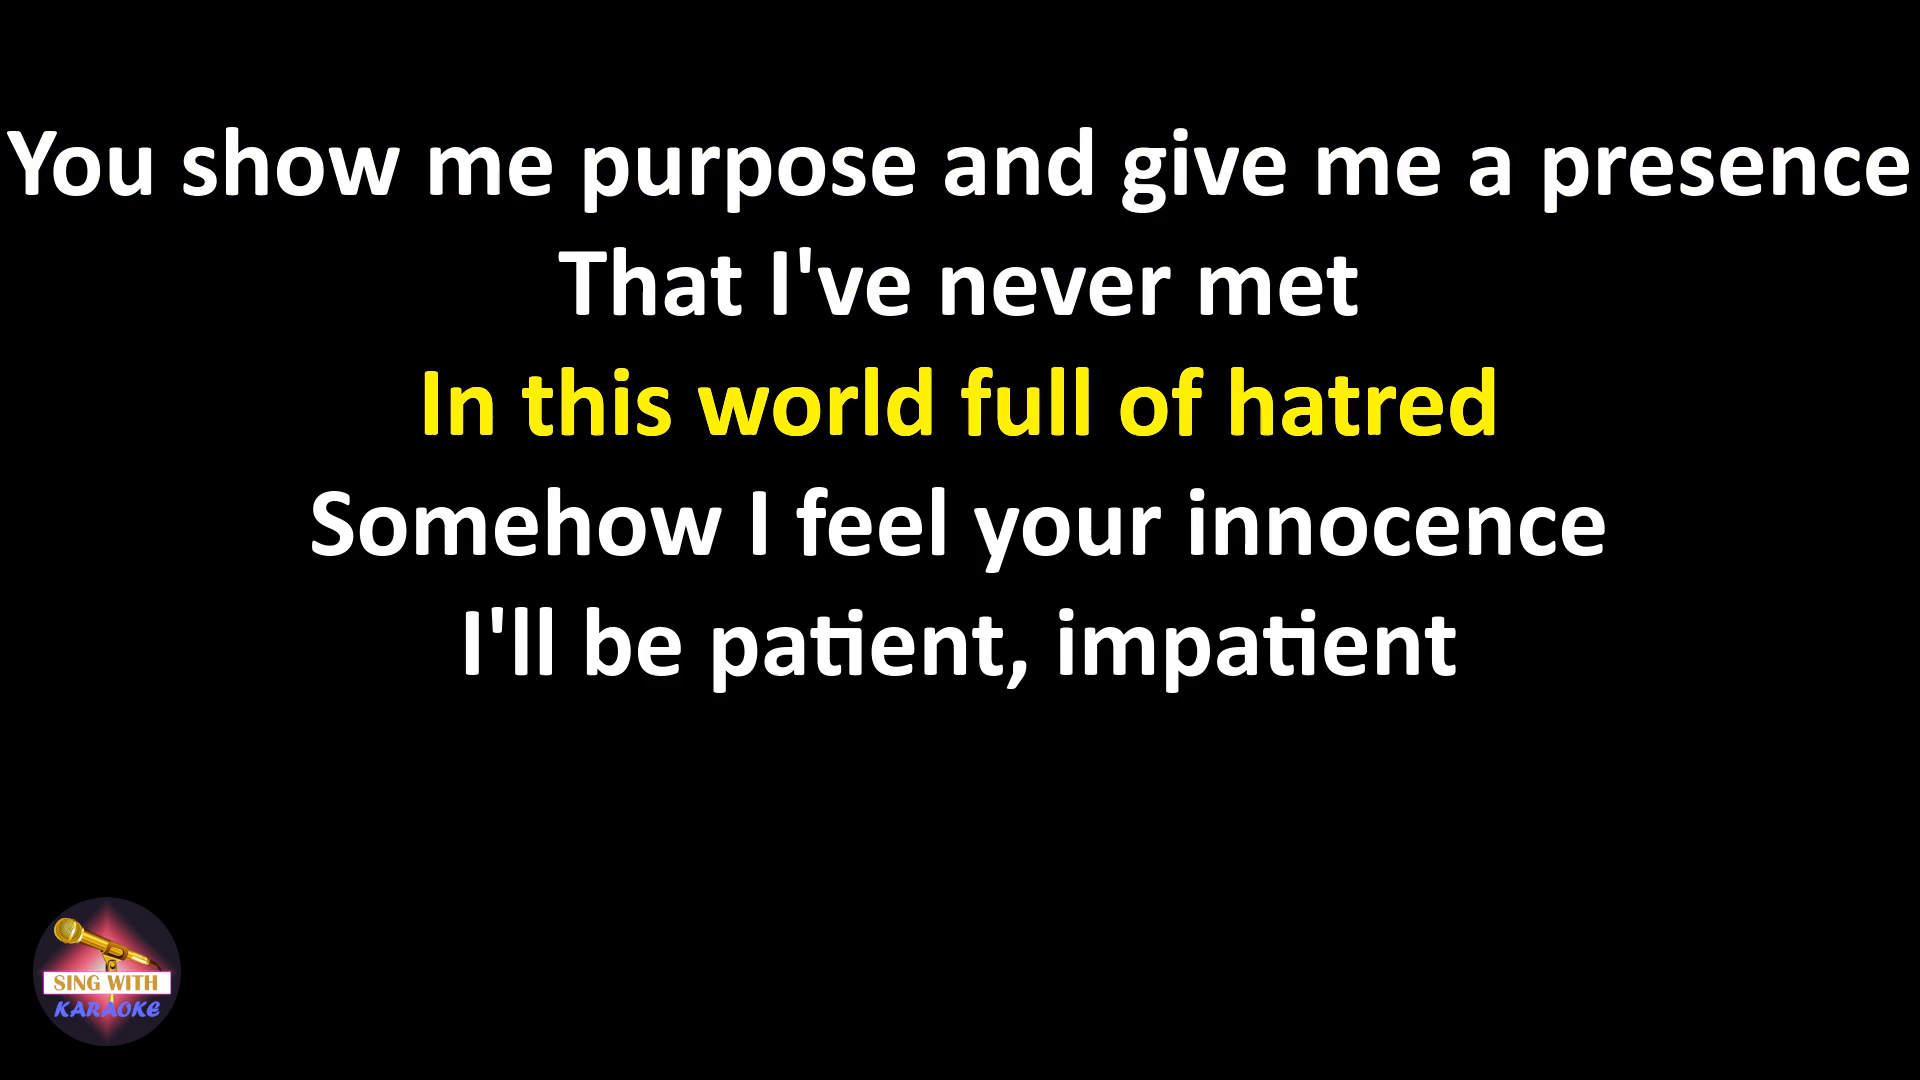 You show me purpose and give me a presence
That I've never met
In this world full of hatred
Somehow I feel your innocence
I'll be patient, impatient
SING WITH
KARAOKE